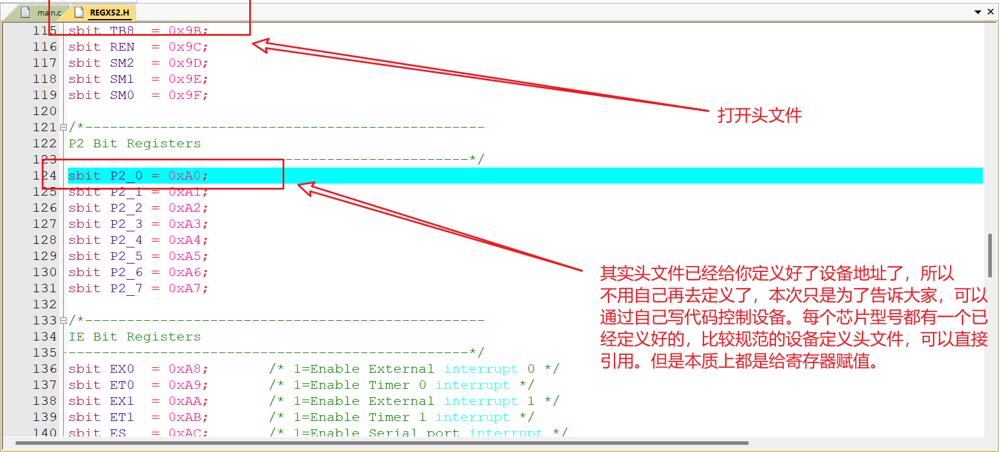 main.c REGX52.H
115 sbit TB8 = 0x9B;
116 sbit REN = 0x9C;
117 sbit SM2 = 0x9D;
118 sbit SM1 = 0x9E;
119 sbit SM0 = 0x9F;
打开头文件
120
121 /*------------------------------------------------
122 P2 Bit Registers
123 ----------------------*/
124 sbit P2_0 = 0xA0;
125 sbit P2_1 = 0xA1;
126 sbit P2_2 = 0xA2;
127 sbit P2_3 = 0xA3;
128 sbit P2_4 = 0xA4;
129 sbit P2_5 = 0xA5;
130 sbit P2_6 = 0xA6;
131 sbit P2_7 = 0xA7;
其实头文件已经给你定义好了设备地址了，所以
不用自己再去定义了，本次只是为了告诉大家，可以
通过自己写代码控制设备。每个芯片型号都有一个已
经定义好的，比较规范的设备定义头文件，可以直接
引用。但是本质上都是给寄存器赋值。
132
133 /*------------------------------------------------
134 IE Bit Registers
135 ------------------------------------------------*/
136 sbit EX0 = 0xA8; /* 1=Enable External interrupt 0 */
137 sbit ET0 = 0xA9; /* 1=Enable Timer 0 interrupt */
138 sbit EX1 = 0xAA; /* 1=Enable External interrupt 1 */
139 sbit ET1 = 0xAB; /* 1=Enable Timer 1 interrupt */
140 sbit ES = 0xAC; /* 1=Enable Serial port interrupt */